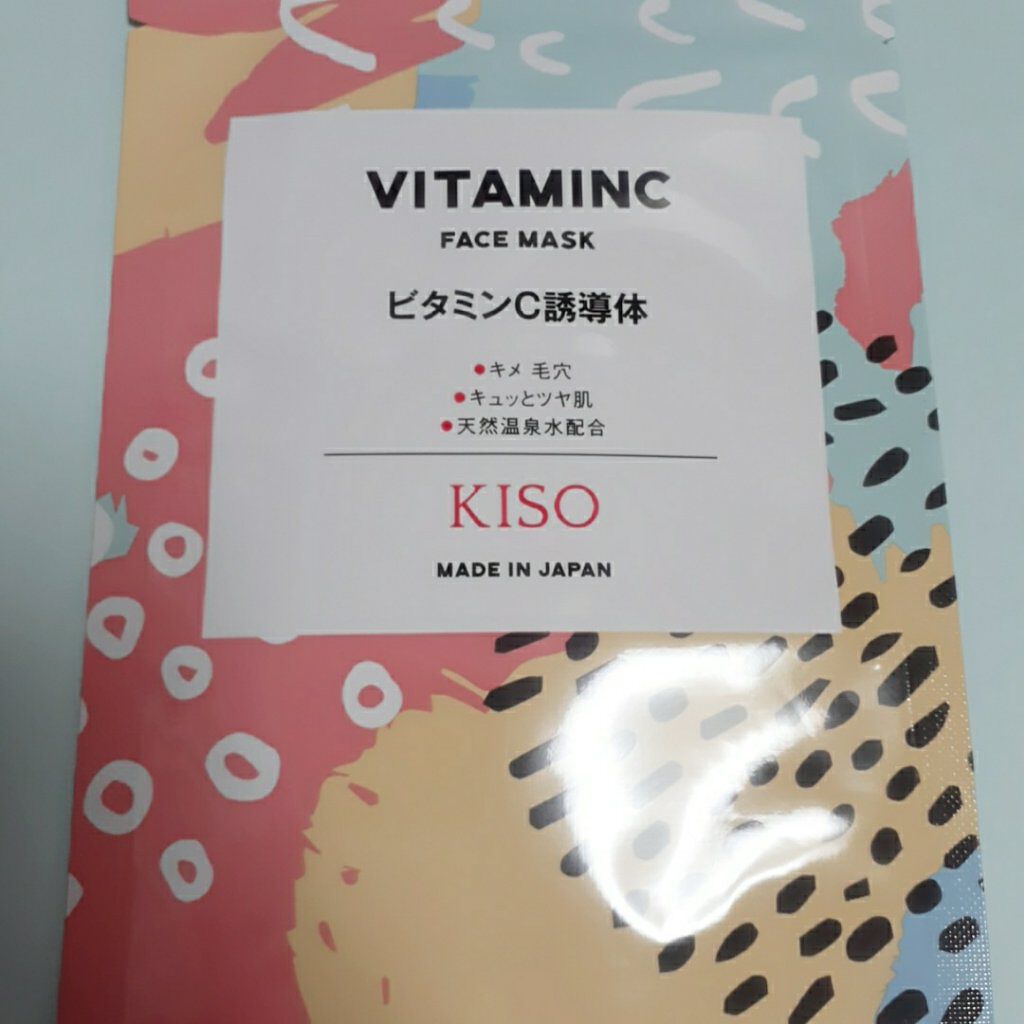 VITAMINC
FACE MASK
ビタミンC誘導体
●キメ 毛穴
●キュッとツヤ肌
●天然温泉水配合
KISO
MADE IN JAPAN